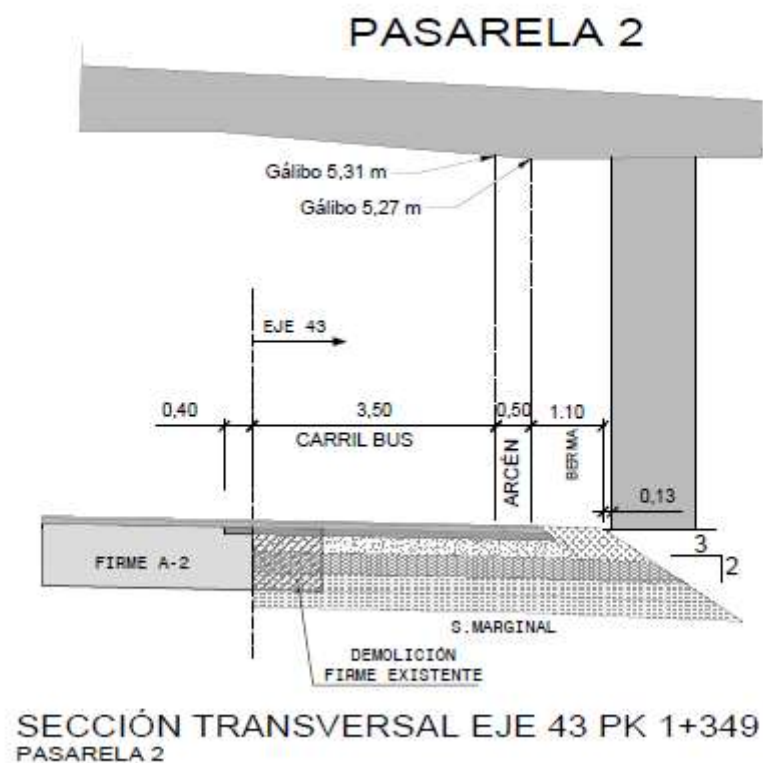 PASARELA 2
Gálibo 5,31 m
Gálibo 5,27 m
EJE 43
0,40
3,50
0,50
1.10
CARRIL BUS
ARCÉN
BERMA
0,13
3
2
FIRME A-2
S.MARGINAL
DEMOLICIÓN
FIRME EXISTENTE
SECCIÓN TRANSVERSAL EJE 43 PK 1+349
PASARELA 2